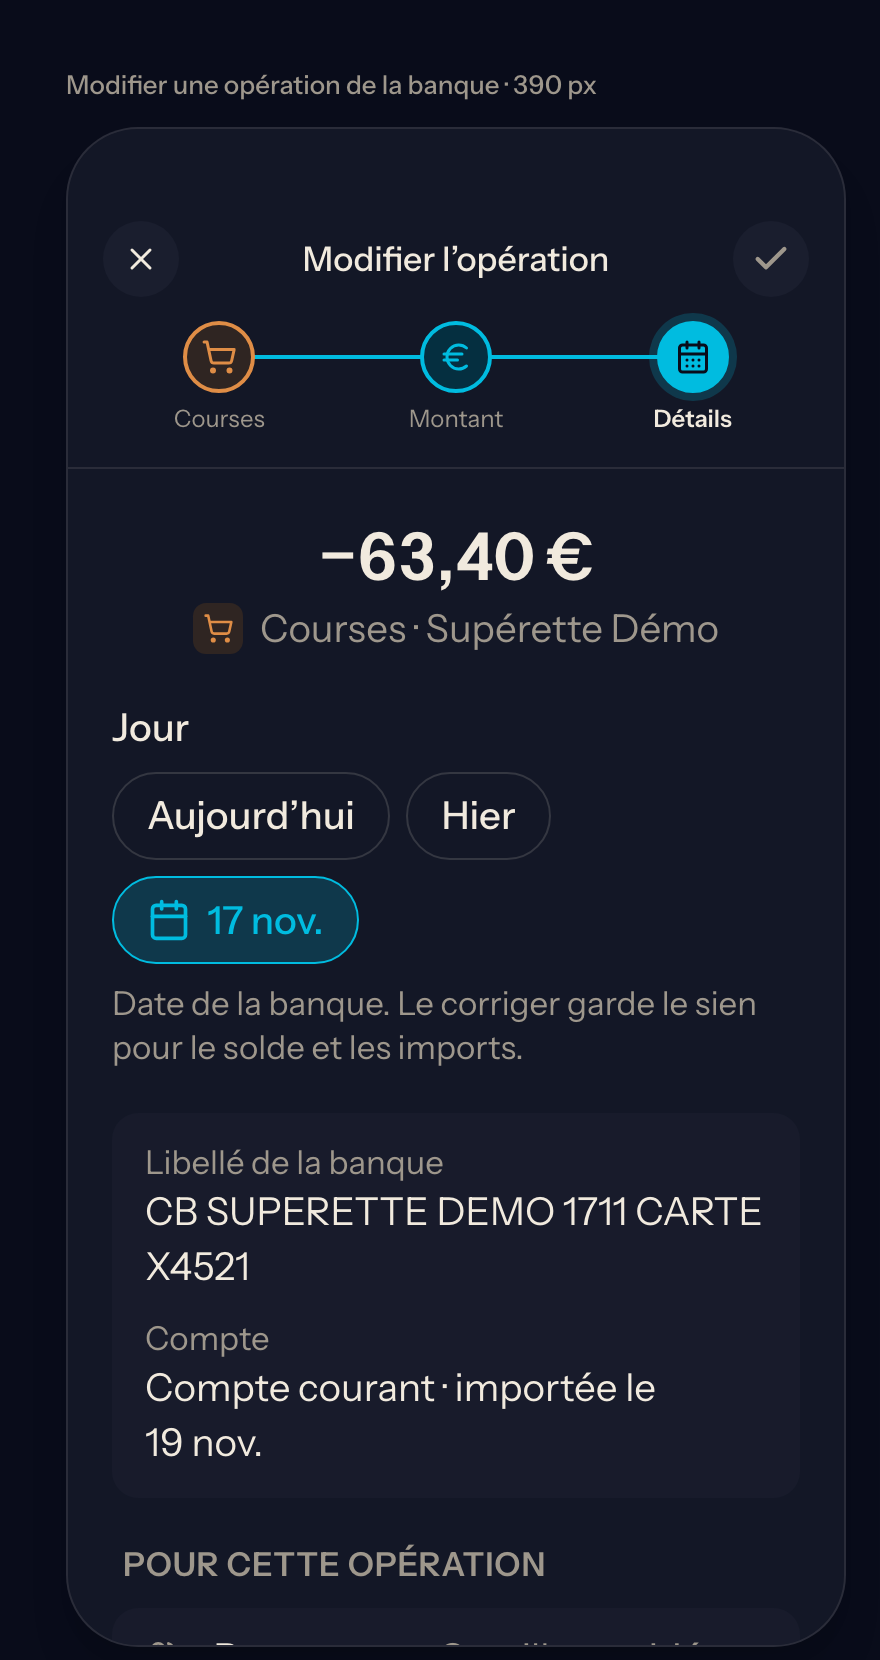 Modifier une opération de la banque · 390 px
Modifier l’opération
Courses
Montant
Détails
−63,40 €
Courses · Supérette Démo
Jour
Aujourd’hui
Hier
17 nov.
Date de la banque. Le corriger garde le sien
pour le solde et les imports.
Libellé de la banque
CB SUPERETTE DEMO 1711 CARTE
X4521
Compte
Compte courant · importée le
19 nov.
POUR CETTE OPÉRATION